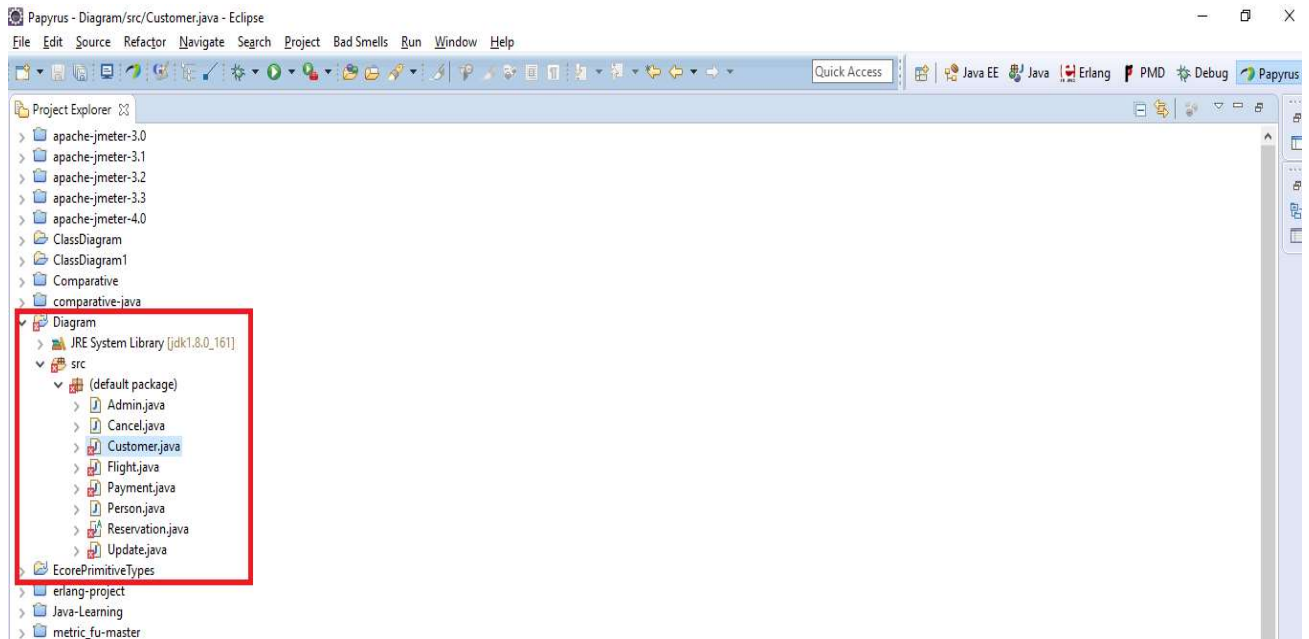 Papyrus - Diagram/src/Customer.java - Eclipse
File Edit Source Refactor Navigate Search Project Bad Smells Run Window Help
Quick Access Java EE Java Erlang PMD Debug Papyrus
Project Explorer
apache-jmeter-3.0
apache-jmeter-3.1
apache-jmeter-3.2
apache-jmeter-3.3
apache-jmeter-4.0
ClassDiagram
ClassDiagram1
Comparative
comparative-java
Diagram
JRE System Library [jdk1.8.0_161]
src
(default package)
Admin.java
Cancel.java
Customer.java
Flight.java
Payment.java
Person.java
Reservation.java
Update.java
EcorePrimitiveTypes
erlang-project
Java-Learning
metric_fu-master